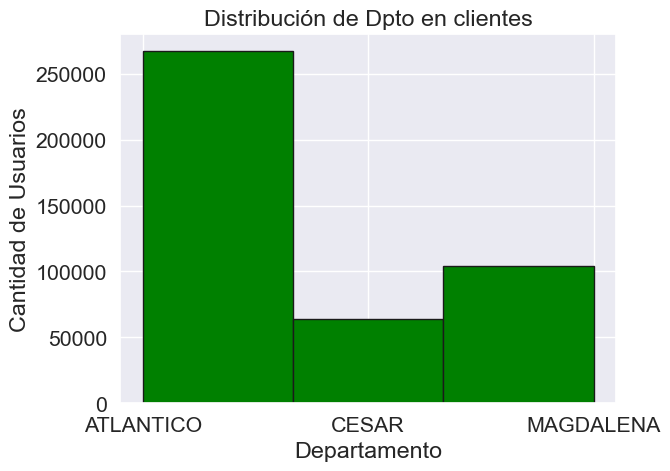 Distribución de Dpto en clientes
Cantidad de Usuarios
250000
200000
150000
100000
50000
0
ATLANTICO CESAR MAGDALENA
Departamento